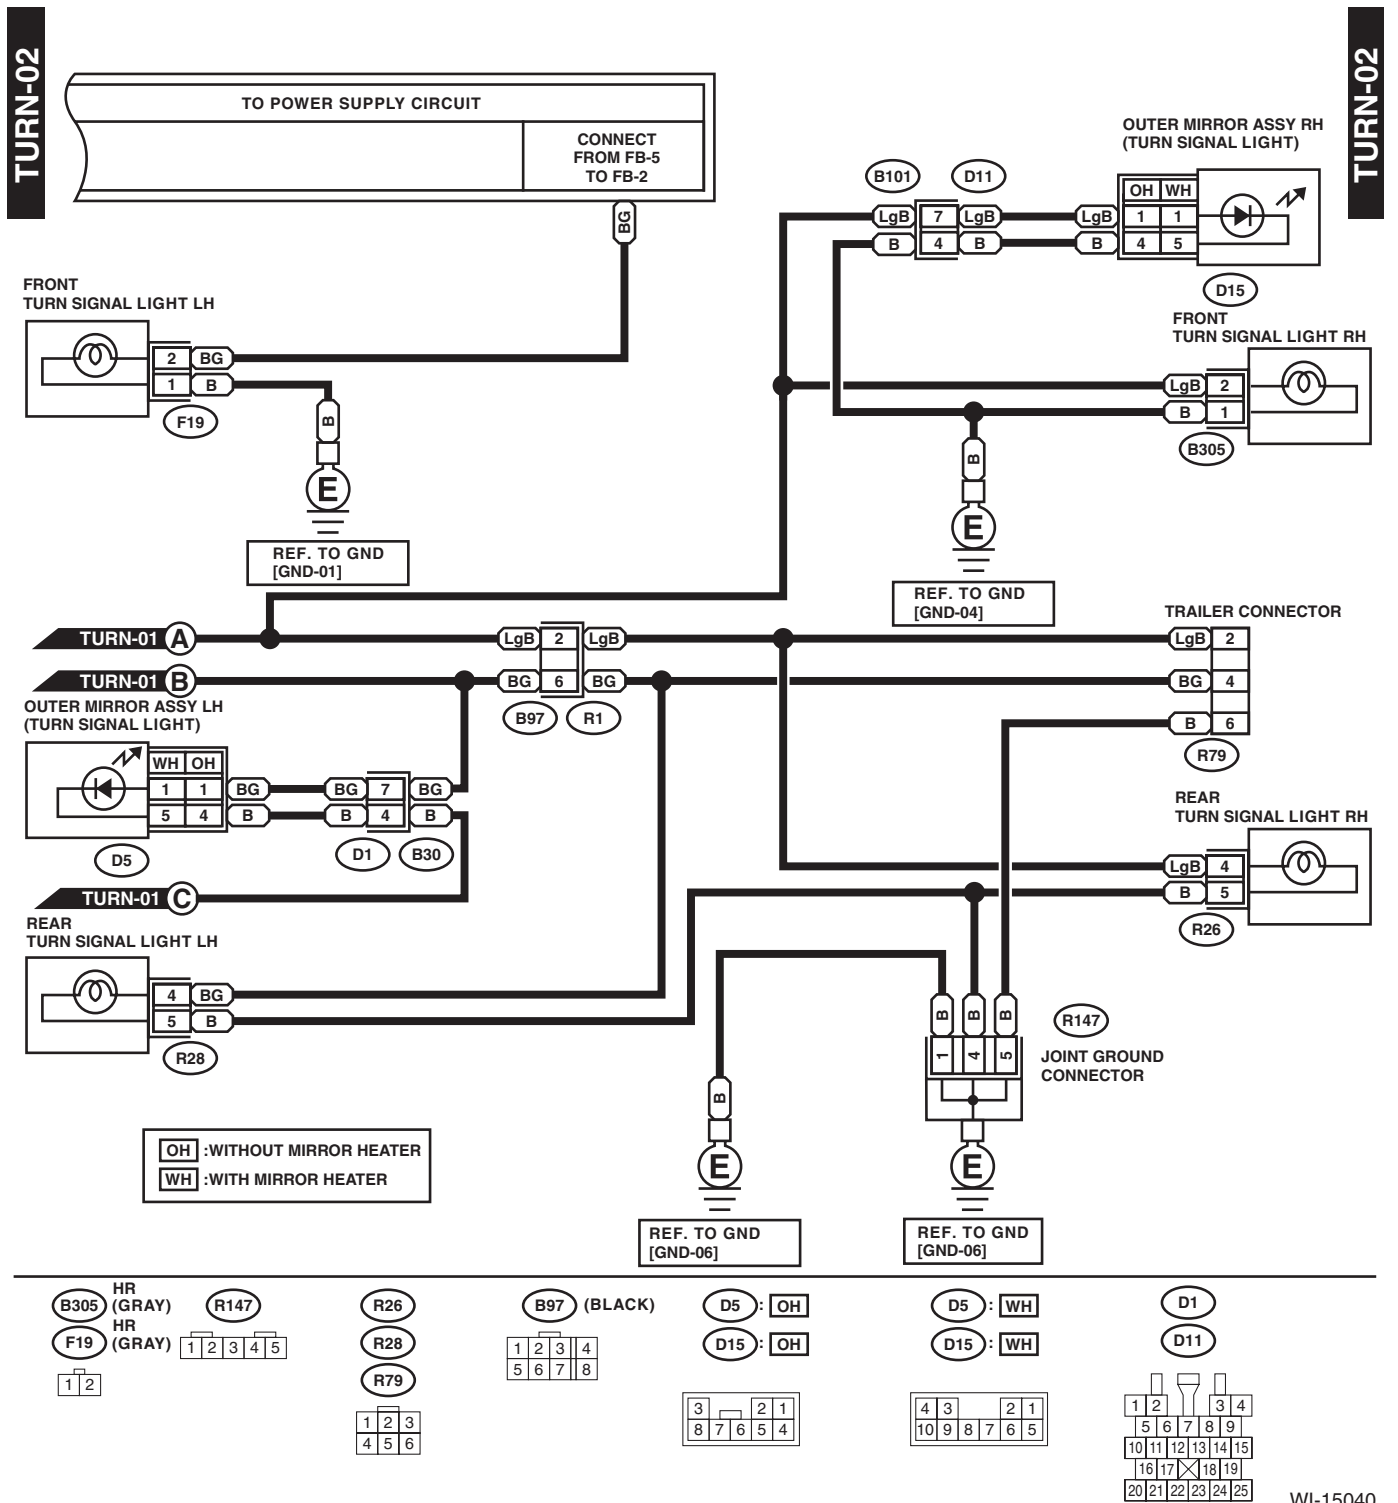 TURN-02
TURN-02
TO POWER SUPPLY CIRCUIT
CONNECT
FROM FB-5
TO FB-2
BG
OUTER MIRROR ASSY RH
(TURN SIGNAL LIGHT)
B101 D11
OH WH
LgB 7 LgB LgB 1 1
B 4 B B 4 5
D15
FRONT
TURN SIGNAL LIGHT LH
2 BG
1 B
F19
B
E
REF. TO GND
[GND-01]
FRONT
TURN SIGNAL LIGHT RH
LgB 2
B 1
B305
B
E
REF. TO GND
[GND-04]
TRAILER CONNECTOR
TURN-01 A LgB 2 LgB LgB 2
TURN-01 B BG 6 BG BG 4
B97 R1
B 6
R79
OUTER MIRROR ASSY LH
(TURN SIGNAL LIGHT)
WH OH
1 1 BG BG 7 BG
5 4 B B 4 B
D5 D1 B30
REAR
TURN SIGNAL LIGHT RH
LgB 4
B 5
R26
TURN-01 C
REAR
TURN SIGNAL LIGHT LH
4 BG
5 B
R28
B B B
1 4 5
R147
JOINT GROUND
CONNECTOR
B
E
REF. TO GND
[GND-06]
E
REF. TO GND
[GND-06]
OH :WITHOUT MIRROR HEATER
WH :WITH MIRROR HEATER
B305 HR (GRAY)
F19 HR (GRAY)
1 2
R147
1 2 3 4 5
R26
R28
R79
1 2 3
4 5 6
B97 (BLACK)
1 2 3 4
5 6 7 8
D5 : OH
D15 : OH
3 2 1
8 7 6 5 4
D5 : WH
D15 : WH
4 3 2 1
10 9 8 7 6 5
D1
D11
1 2 3 4
5 6 7 8 9
10 11 12 13 14 15
16 17 18 19
20 21 22 23 24 25
WI-15040